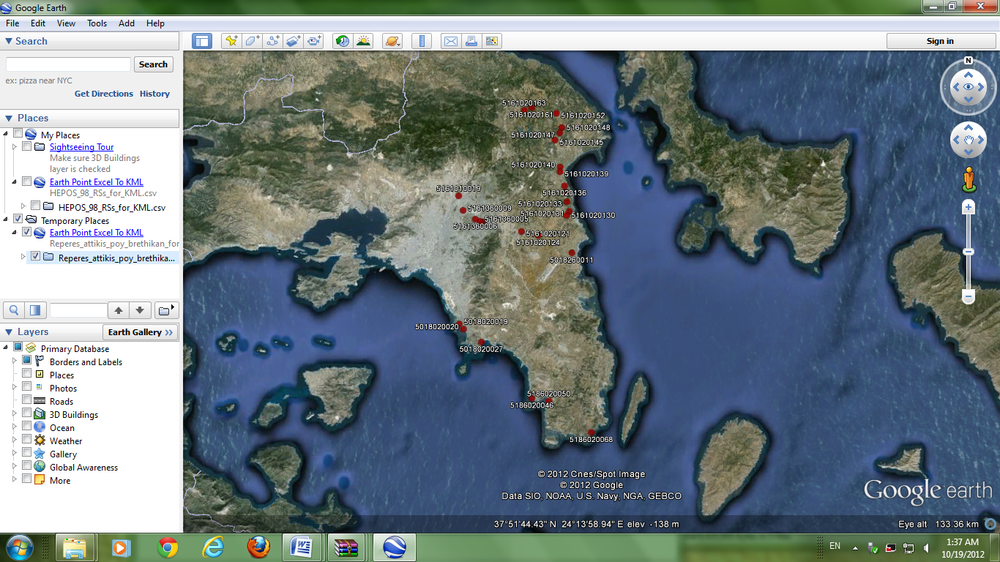 Google Earth
File Edit View Tools Add Help
Search
Search
ex: pizza near NYC
Get Directions History
Places
My Places
Sightseeing Tour
Make sure 3D Buildings
layer is checked
Earth Point Excel To KML
HEPOS_98_RSs_for_KML.csv
HEPOS_98_RSs_for_KML.csv
Temporary Places
Earth Point Excel To KML
Reperes_attikis_poy_brethikan_for
Reperes_attikis_poy_brethika...
Layers
Earth Gallery »
Primary Database
Borders and Labels
Places
Photos
Roads
3D Buildings
Ocean
Weather
Gallery
Global Awareness
More
Sign in
N
5161020163
5161020161
5161020152
5161020148
5161020147
5161020145
5161020140
5161020139
5161020136
5161010019
5161020133
5161360009
5161020131
5161020130
5161360005
5161360006
5161020121
5161020124
5018260011
5018020019
5018020020
5018020027
5186020050
5186020046
5186020068
© 2012 Cnes/Spot Image
© 2012 Google
Data SIO, NOAA, U.S. Navy, NGA, GEBCO
Google earth
37°51'44.43" N 24°13'58.94" E elev -138 m
Eye alt 133.36 km
EN
1:37 AM
10/19/2012